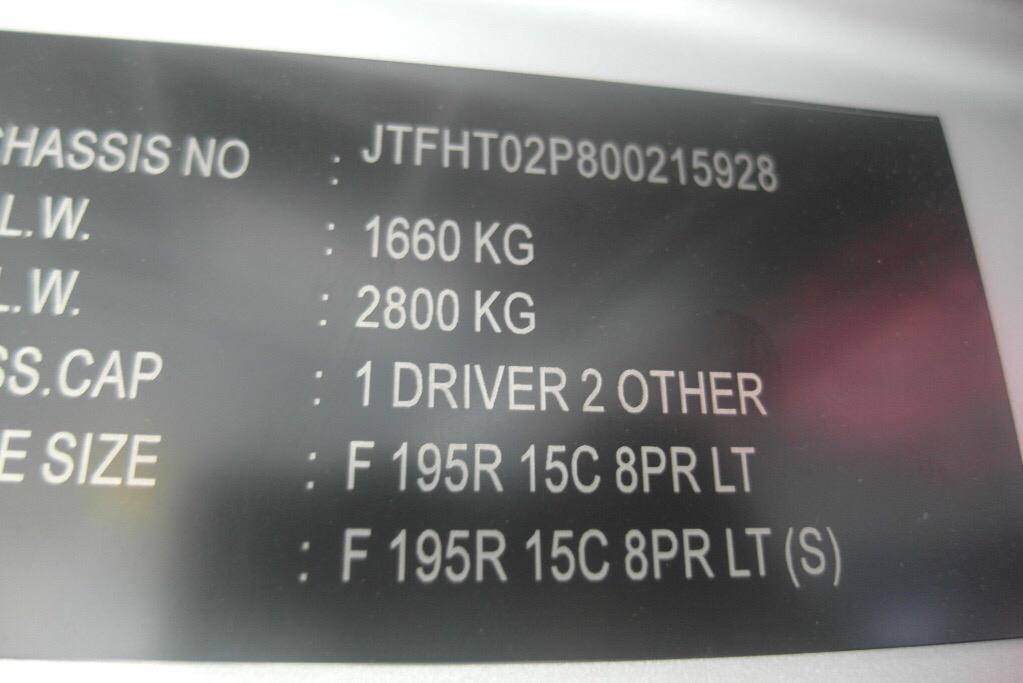 CHASSIS NO : JTFHT02P800215928
L.W. : 1660 KG
L.W. : 2800 KG
SS.CAP : 1 DRIVER 2 OTHER
E SIZE : F 195R 15C 8PR LT
: F 195R 15C 8PR LT (S)